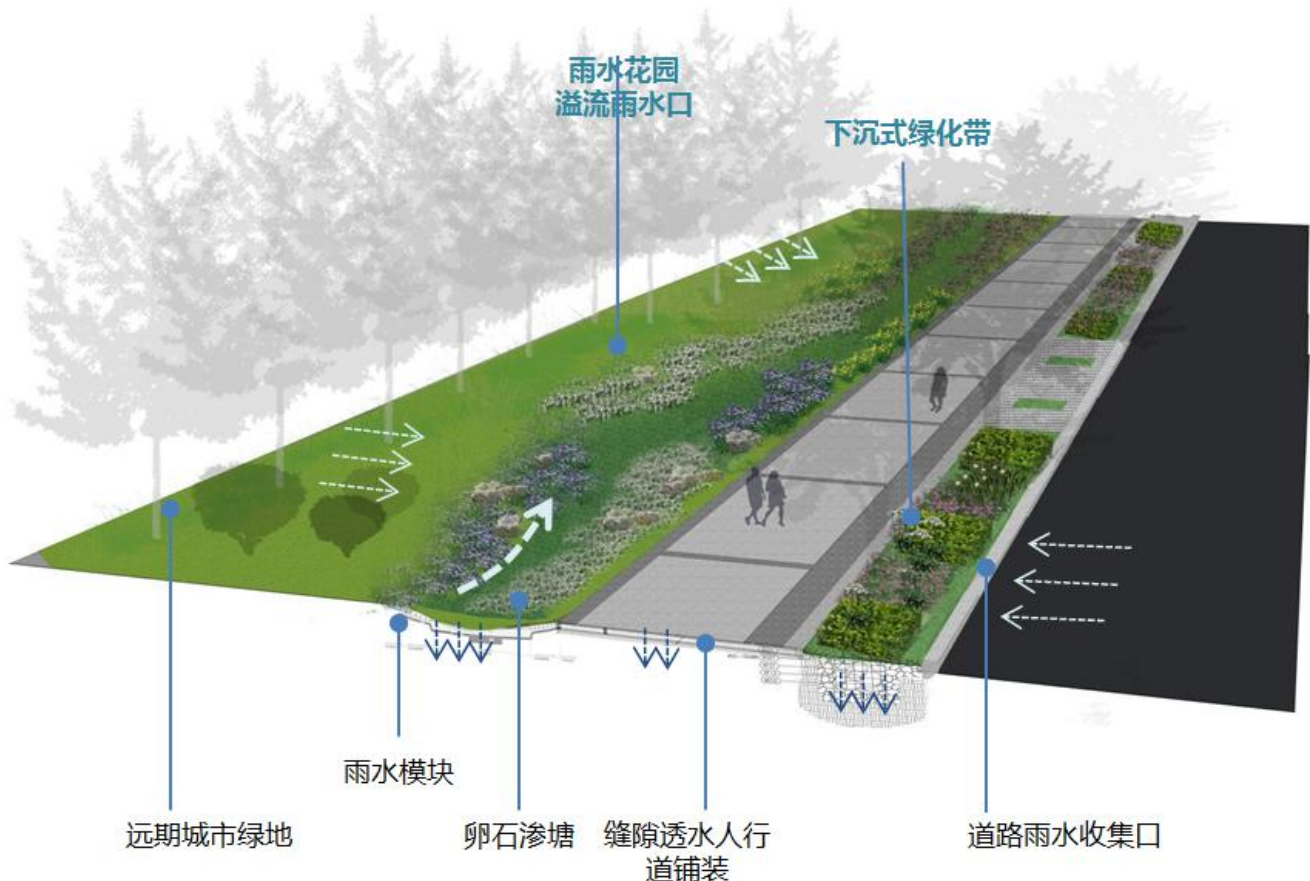 雨水花园
溢流雨水口
下沉式绿化带
雨水模块
远期城市绿地
卵石渗塘
缝隙透水人行
道铺装
道路雨水收集口